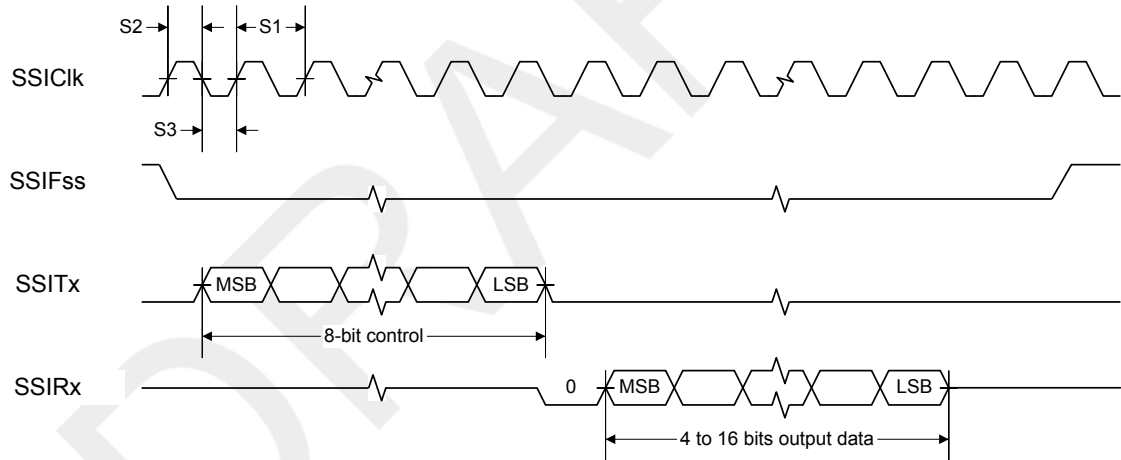 S2
S1
SSIClk
S3
SSIFss
SSITx
MSB
LSB
8-bit control
SSIRx
0
MSB
LSB
4 to 16 bits output data
DRAF